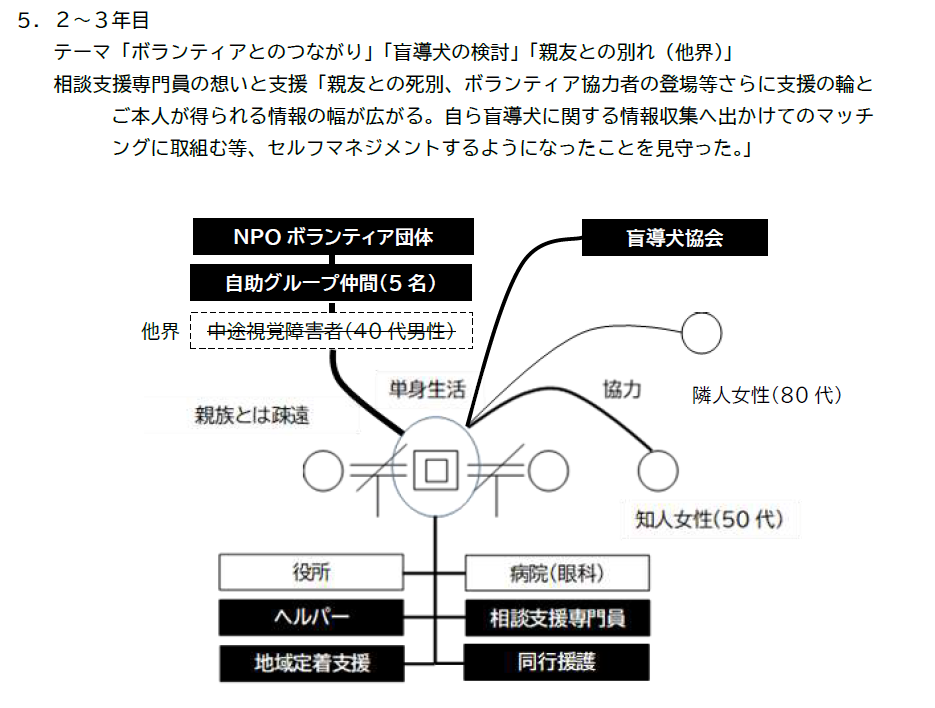 ５．２～３年目
テーマ「ボランティアとのつながり」「盲導犬の検討」「親友との別れ（他界）」
相談支援専門員の想いと支援「親友との死別、ボランティア協力者の登場等さらに支援の輪と
ご本人が得られる情報の幅が広がる。自ら盲導犬に関する情報収集へ出かけてのマッチ
ングに取組む等、セルフマネジメントするようになったことを見守った。」
NPO ボランティア団体
盲導犬協会
自助グループ仲間(５名)
他界
中途視覚障害者(40 代男性)
単身生活
協力
隣人女性(80 代)
親族とは疎遠
知人女性(50 代)
役所
病院(眼科)
ヘルパー
相談支援専門員
地域定着支援
同行援護